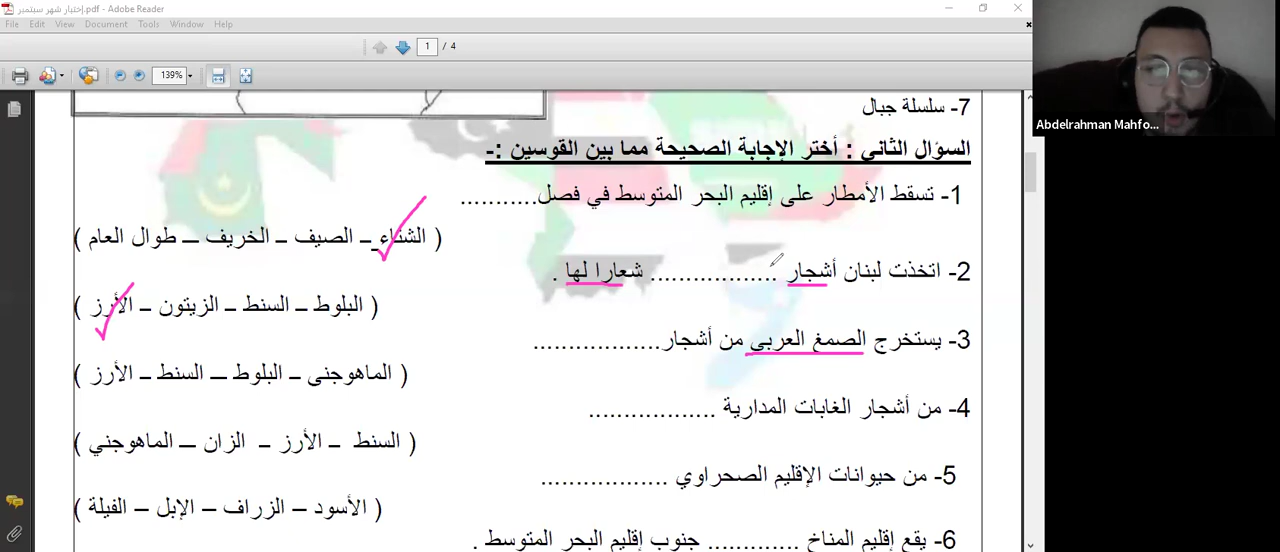 إختبار شهر سبتمبر.pdf - Adobe Reader
File Edit View Document Tools Window Help
1 / 4
139%
Abdelrahman Mahfo...
7- سلسلة جبال
السؤال الثاني : أختر الإجابة الصحيحة مما بين القوسين :-
1- تسقط الأمطار على إقليم البحر المتوسط في فصل...........
( الشتاء – الصيف – الخريف – طوال العام )
2- اتخذت لبنان أشجار .................. شعارا لها .
( البلوط – السنط – الزيتون – الأرز )
3- يستخرج الصمغ العربي من أشجار..................
( الماهوجنى – البلوط – السنط – الأرز )
4- من أشجار الغابات المدارية ..................
( السنط – الأرز – الزان – الماهوجني )
5- من حيوانات الإقليم الصحراوي ..................
( الأسود – الزراف – الإبل – الفيلة )
6- يقع إقليم المناخ ............. جنوب إقليم البحر المتوسط .